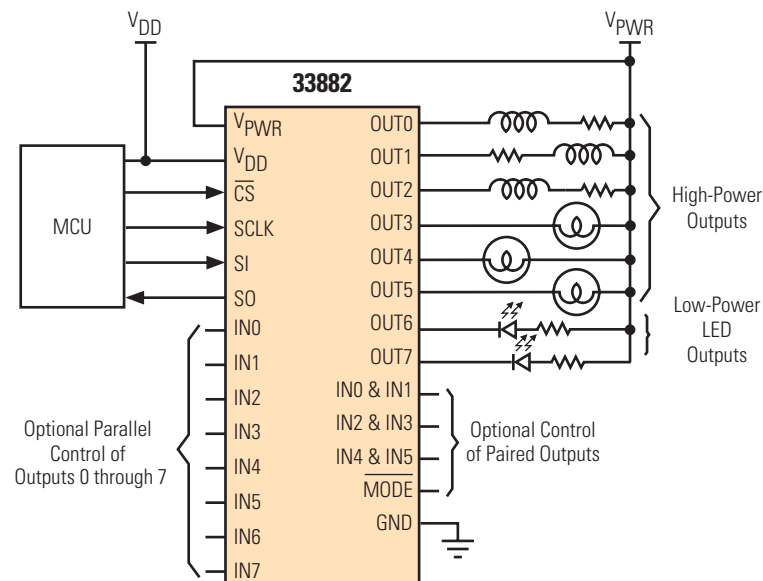 VDD
VPWR
33882
VPWR
VDD
CS
SCLK
SI
SO
IN0
IN1
IN2
IN3
IN4
IN5
IN6
IN7
OUT0
OUT1
OUT2
OUT3
OUT4
OUT5
OUT6
OUT7
IN0 & IN1
IN2 & IN3
IN4 & IN5
MODE
GND
MCU
High-Power
Outputs
Low-Power
LED
Outputs
Optional Parallel
Control of
Outputs 0 through 7
Optional Control
of Paired Outputs